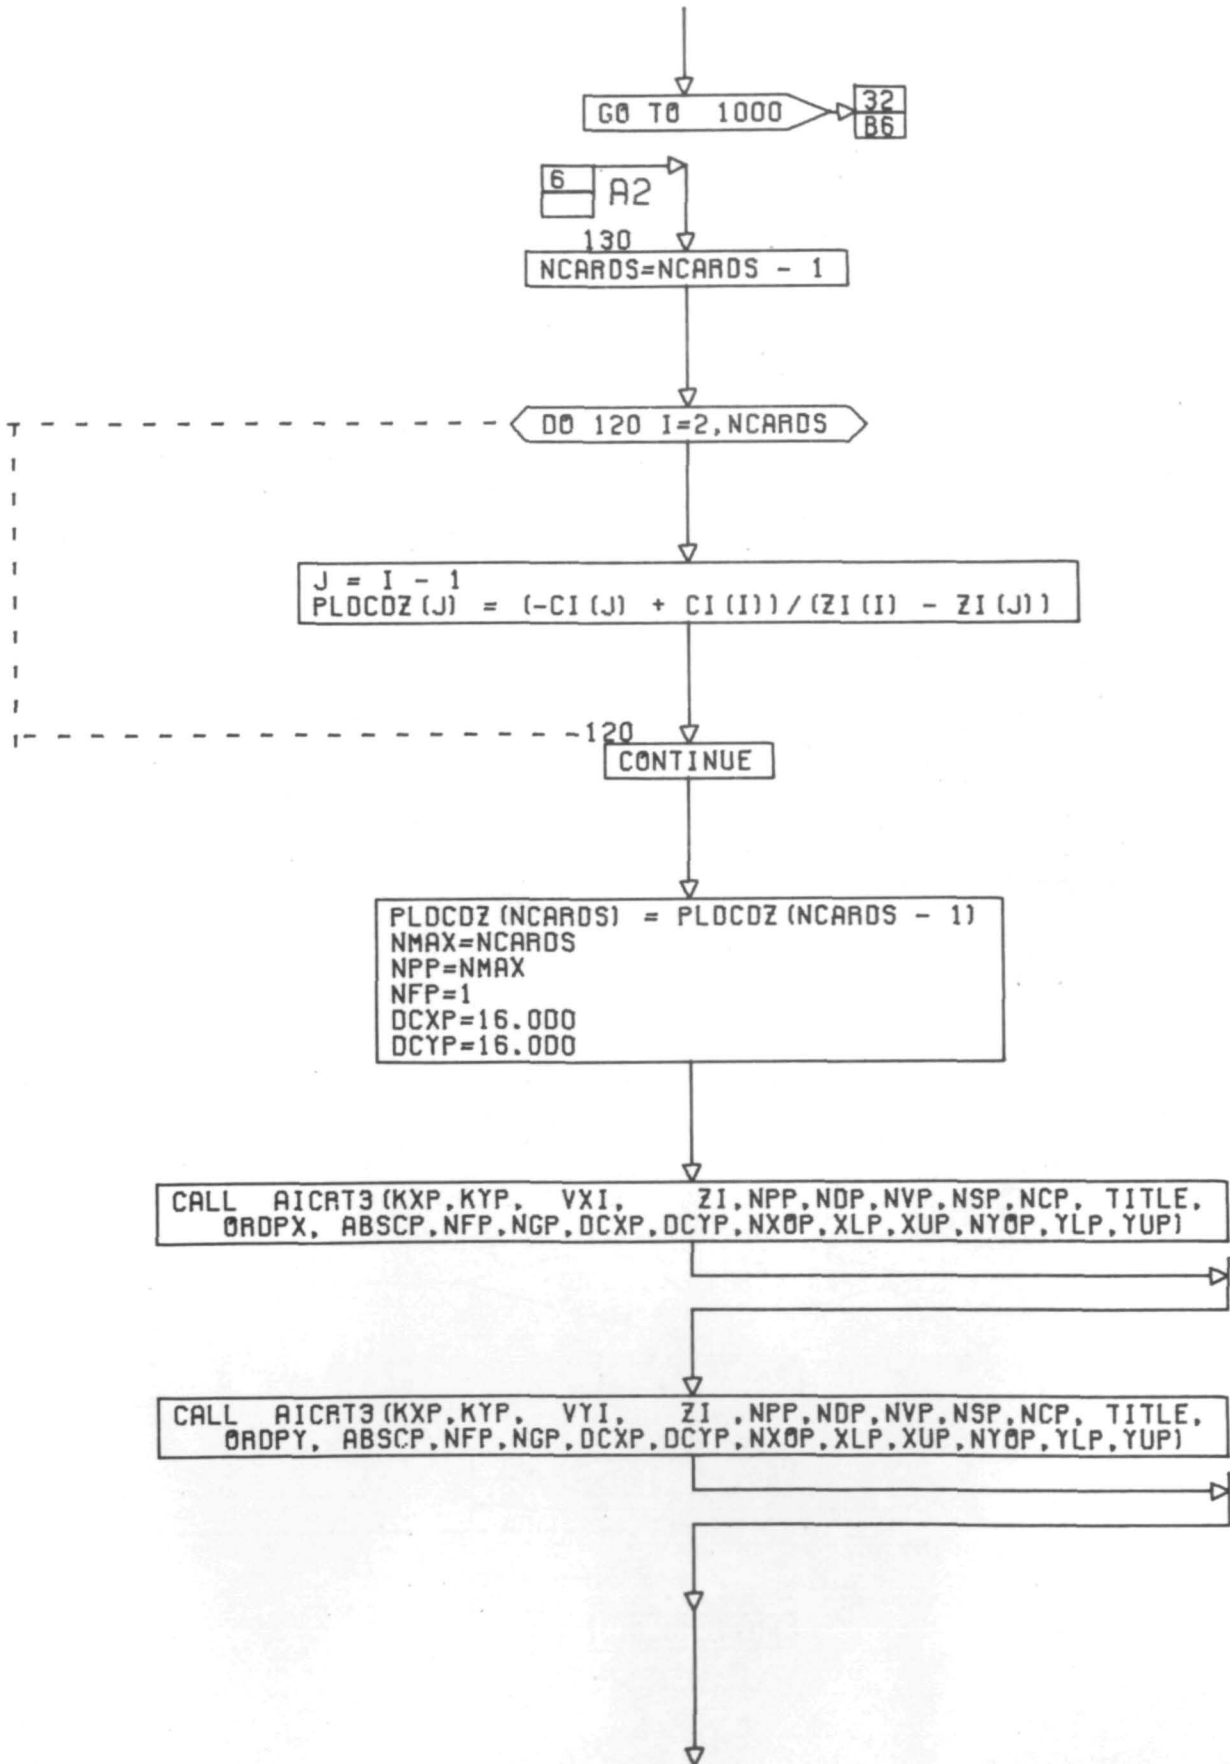 GO TO 1000
32
B6
6
A2
130
NCARDS=NCARDS - 1
DO 120 I=2,NCARDS
J = I - 1
PLDCDZ(J) = (-CI(J) + CI(I))/(ZI(I) - ZI(J))
120
CONTINUE
PLDCDZ(NCARDS) = PLDCDZ(NCARDS - 1)
NMAX=NCARDS
NPP=NMAX
NFP=1
DCXP=16.0D0
DCYP=16.0D0
CALL AICRT3(KXP,KYP, VXI, ZI,NPP,NDP,NVP,NSP,NCP, TITLE,
ORDPX, ABSCP,NFP,NGP,DCXP,DCYP,NXOP,XLP,XUP,NYOP,YLP,YUP)
CALL AICRT3(KXP,KYP, VYI, ZI ,NPP,NDP,NVP,NSP,NCP, TITLE,
ORDPY, ABSCP,NFP,NGP,DCXP,DCYP,NXOP,XLP,XUP,NYOP,YLP,YUP)